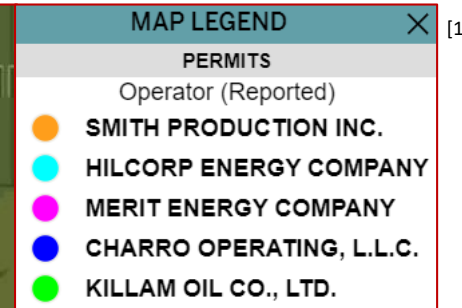 MAP LEGEND
[1
PERMITS
Operator (Reported)
SMITH PRODUCTION INC.
HILCORP ENERGY COMPANY
MERIT ENERGY COMPANY
CHARRO OPERATING, L.L.C.
KILLAM OIL CO., LTD.